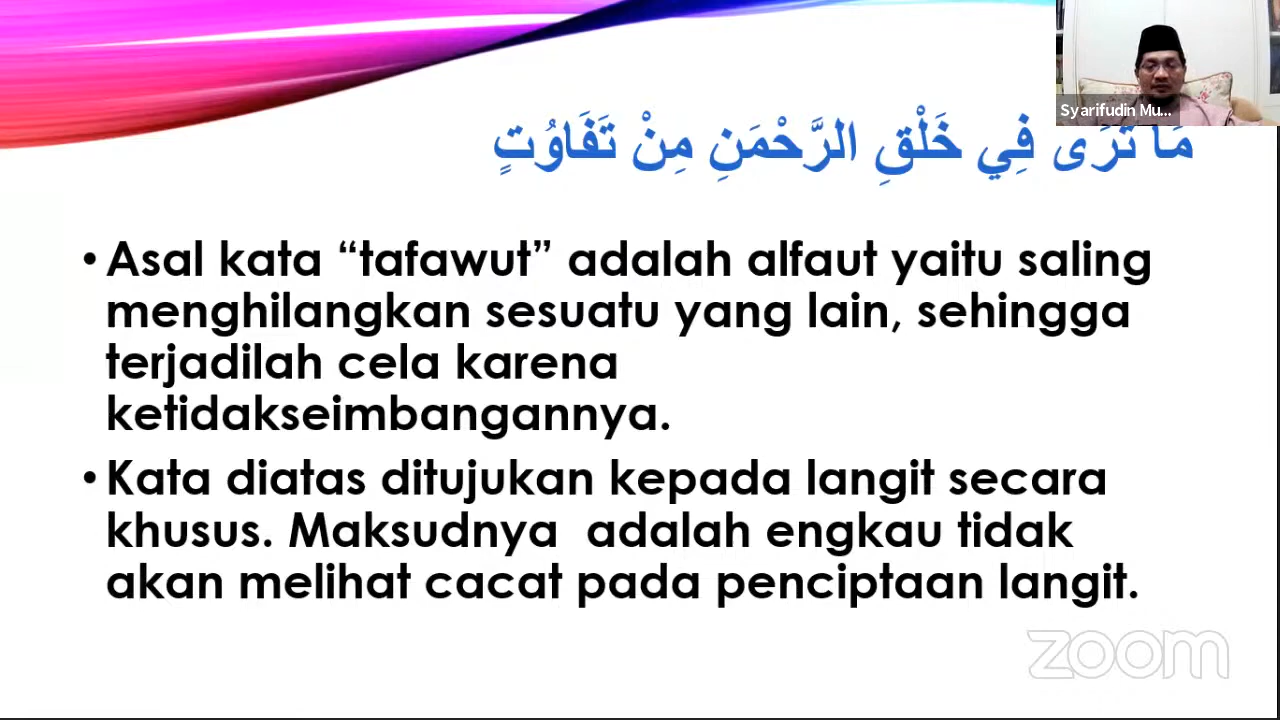 Syarifudin Mu...
مَا تَرَى فِي خَلْقِ الرَّحْمَنِ مِنْ تَفَاوُتٍ
• Asal kata “tafawut” adalah alfaut yaitu saling
menghilangkan sesuatu yang lain, sehingga
terjadilah cela karena
ketidakseimbangannya.
• Kata diatas ditujukan kepada langit secara
khusus. Maksudnya adalah engkau tidak
akan melihat cacat pada penciptaan langit.
zoom